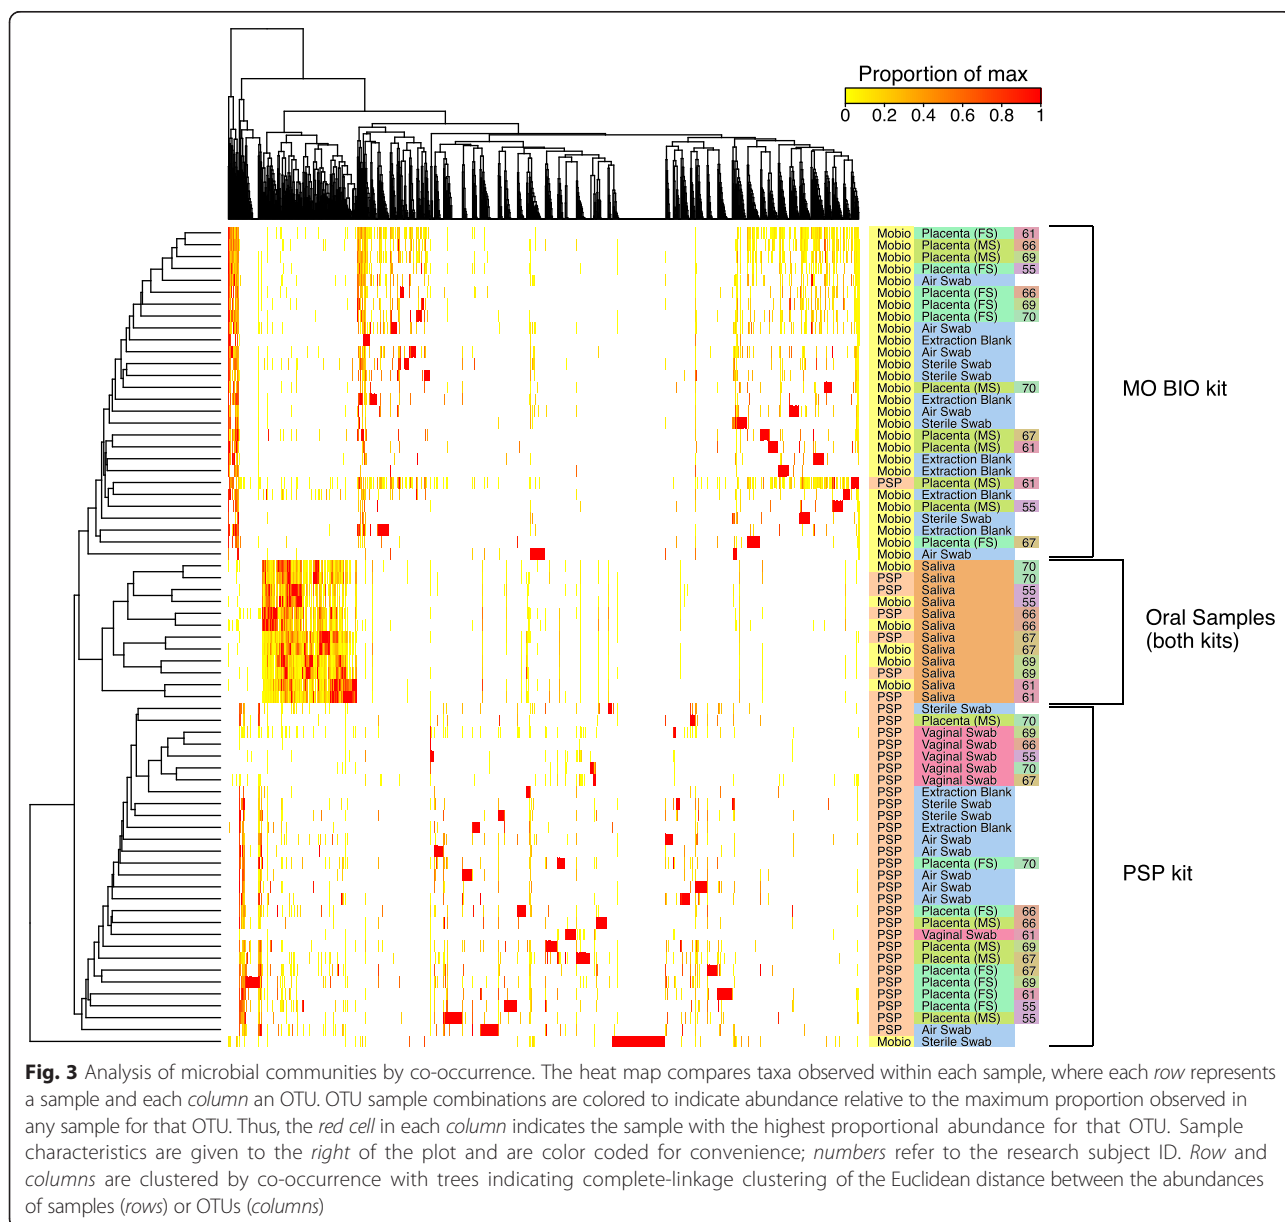 Proportion of max
0 0.2 0.4 0.6 0.8 1
Mobio Placenta (FS) 61
Mobio Placenta (MS) 66
Mobio Placenta (MS) 69
Mobio Placenta (FS) 55
Mobio Air Swab
Mobio Placenta (FS) 66
Mobio Placenta (FS) 69
Mobio Placenta (FS) 70
Mobio Air Swab
Mobio Extraction Blank
Mobio Air Swab
Mobio Sterile Swab
Mobio Sterile Swab
Mobio Placenta (MS) 70
Mobio Extraction Blank
Mobio Air Swab
Mobio Sterile Swab
Mobio Placenta (MS) 67
Mobio Placenta (MS) 61
Mobio Extraction Blank
Mobio Extraction Blank
PSP Placenta (MS) 61
Mobio Extraction Blank
Mobio Placenta (MS) 55
Mobio Sterile Swab
Mobio Extraction Blank
Mobio Placenta (FS) 67
Mobio Air Swab
MO BIO kit
Mobio Saliva 70
PSP Saliva 70
PSP Saliva 55
Mobio Saliva 55
PSP Saliva 66
Mobio Saliva 66
PSP Saliva 67
Mobio Saliva 67
Mobio Saliva 69
PSP Saliva 69
Mobio Saliva 61
PSP Saliva 61
Oral Samples
(both kits)
PSP Sterile Swab
PSP Placenta (MS) 70
PSP Vaginal Swab 69
PSP Vaginal Swab 66
PSP Vaginal Swab 55
PSP Vaginal Swab 70
PSP Vaginal Swab 67
PSP Extraction Blank
PSP Sterile Swab
PSP Sterile Swab
PSP Extraction Blank
PSP Air Swab
PSP Air Swab
PSP Placenta (FS) 70
PSP Air Swab
PSP Air Swab
PSP Air Swab
PSP Placenta (FS) 66
PSP Placenta (MS) 66
PSP Vaginal Swab 61
PSP Placenta (MS) 69
PSP Placenta (MS) 67
PSP Placenta (FS) 67
PSP Placenta (FS) 69
PSP Placenta (FS) 61
PSP Placenta (FS) 55
PSP Placenta (MS) 55
PSP Air Swab
Mobio Sterile Swab
PSP kit
Fig. 3 Analysis of microbial communities by co-occurrence. The heat map compares taxa observed within each sample, where each row represents
a sample and each column an OTU. OTU sample combinations are colored to indicate abundance relative to the maximum proportion observed in
any sample for that OTU. Thus, the red cell in each column indicates the sample with the highest proportional abundance for that OTU. Sample
characteristics are given to the right of the plot and are color coded for convenience; numbers refer to the research subject ID. Row and
columns are clustered by co-occurrence with trees indicating complete-linkage clustering of the Euclidean distance between the abundances
of samples (rows) or OTUs (columns)